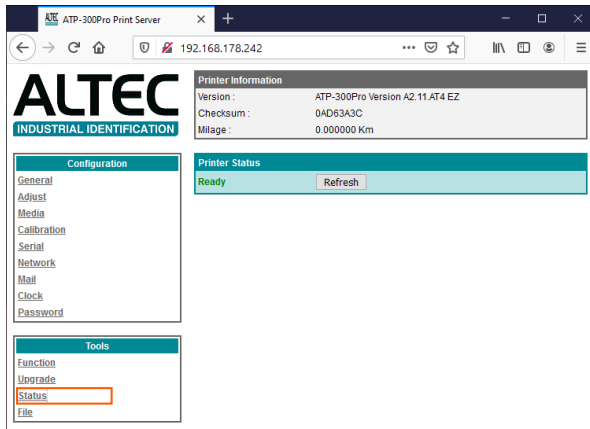 ALTEC ATP-300Pro Print Server
192.168.178.242
ALTEC
INDUSTRIAL IDENTIFICATION
Printer Information
Version : ATP-300Pro Version A2.11.AT4 EZ
Checksum : 0AD63A3C
Milage : 0.000000 Km
Printer Status
Ready Refresh
Configuration
General
Adjust
Media
Calibration
Serial
Network
Mail
Clock
Password
Tools
Function
Upgrade
Status
File